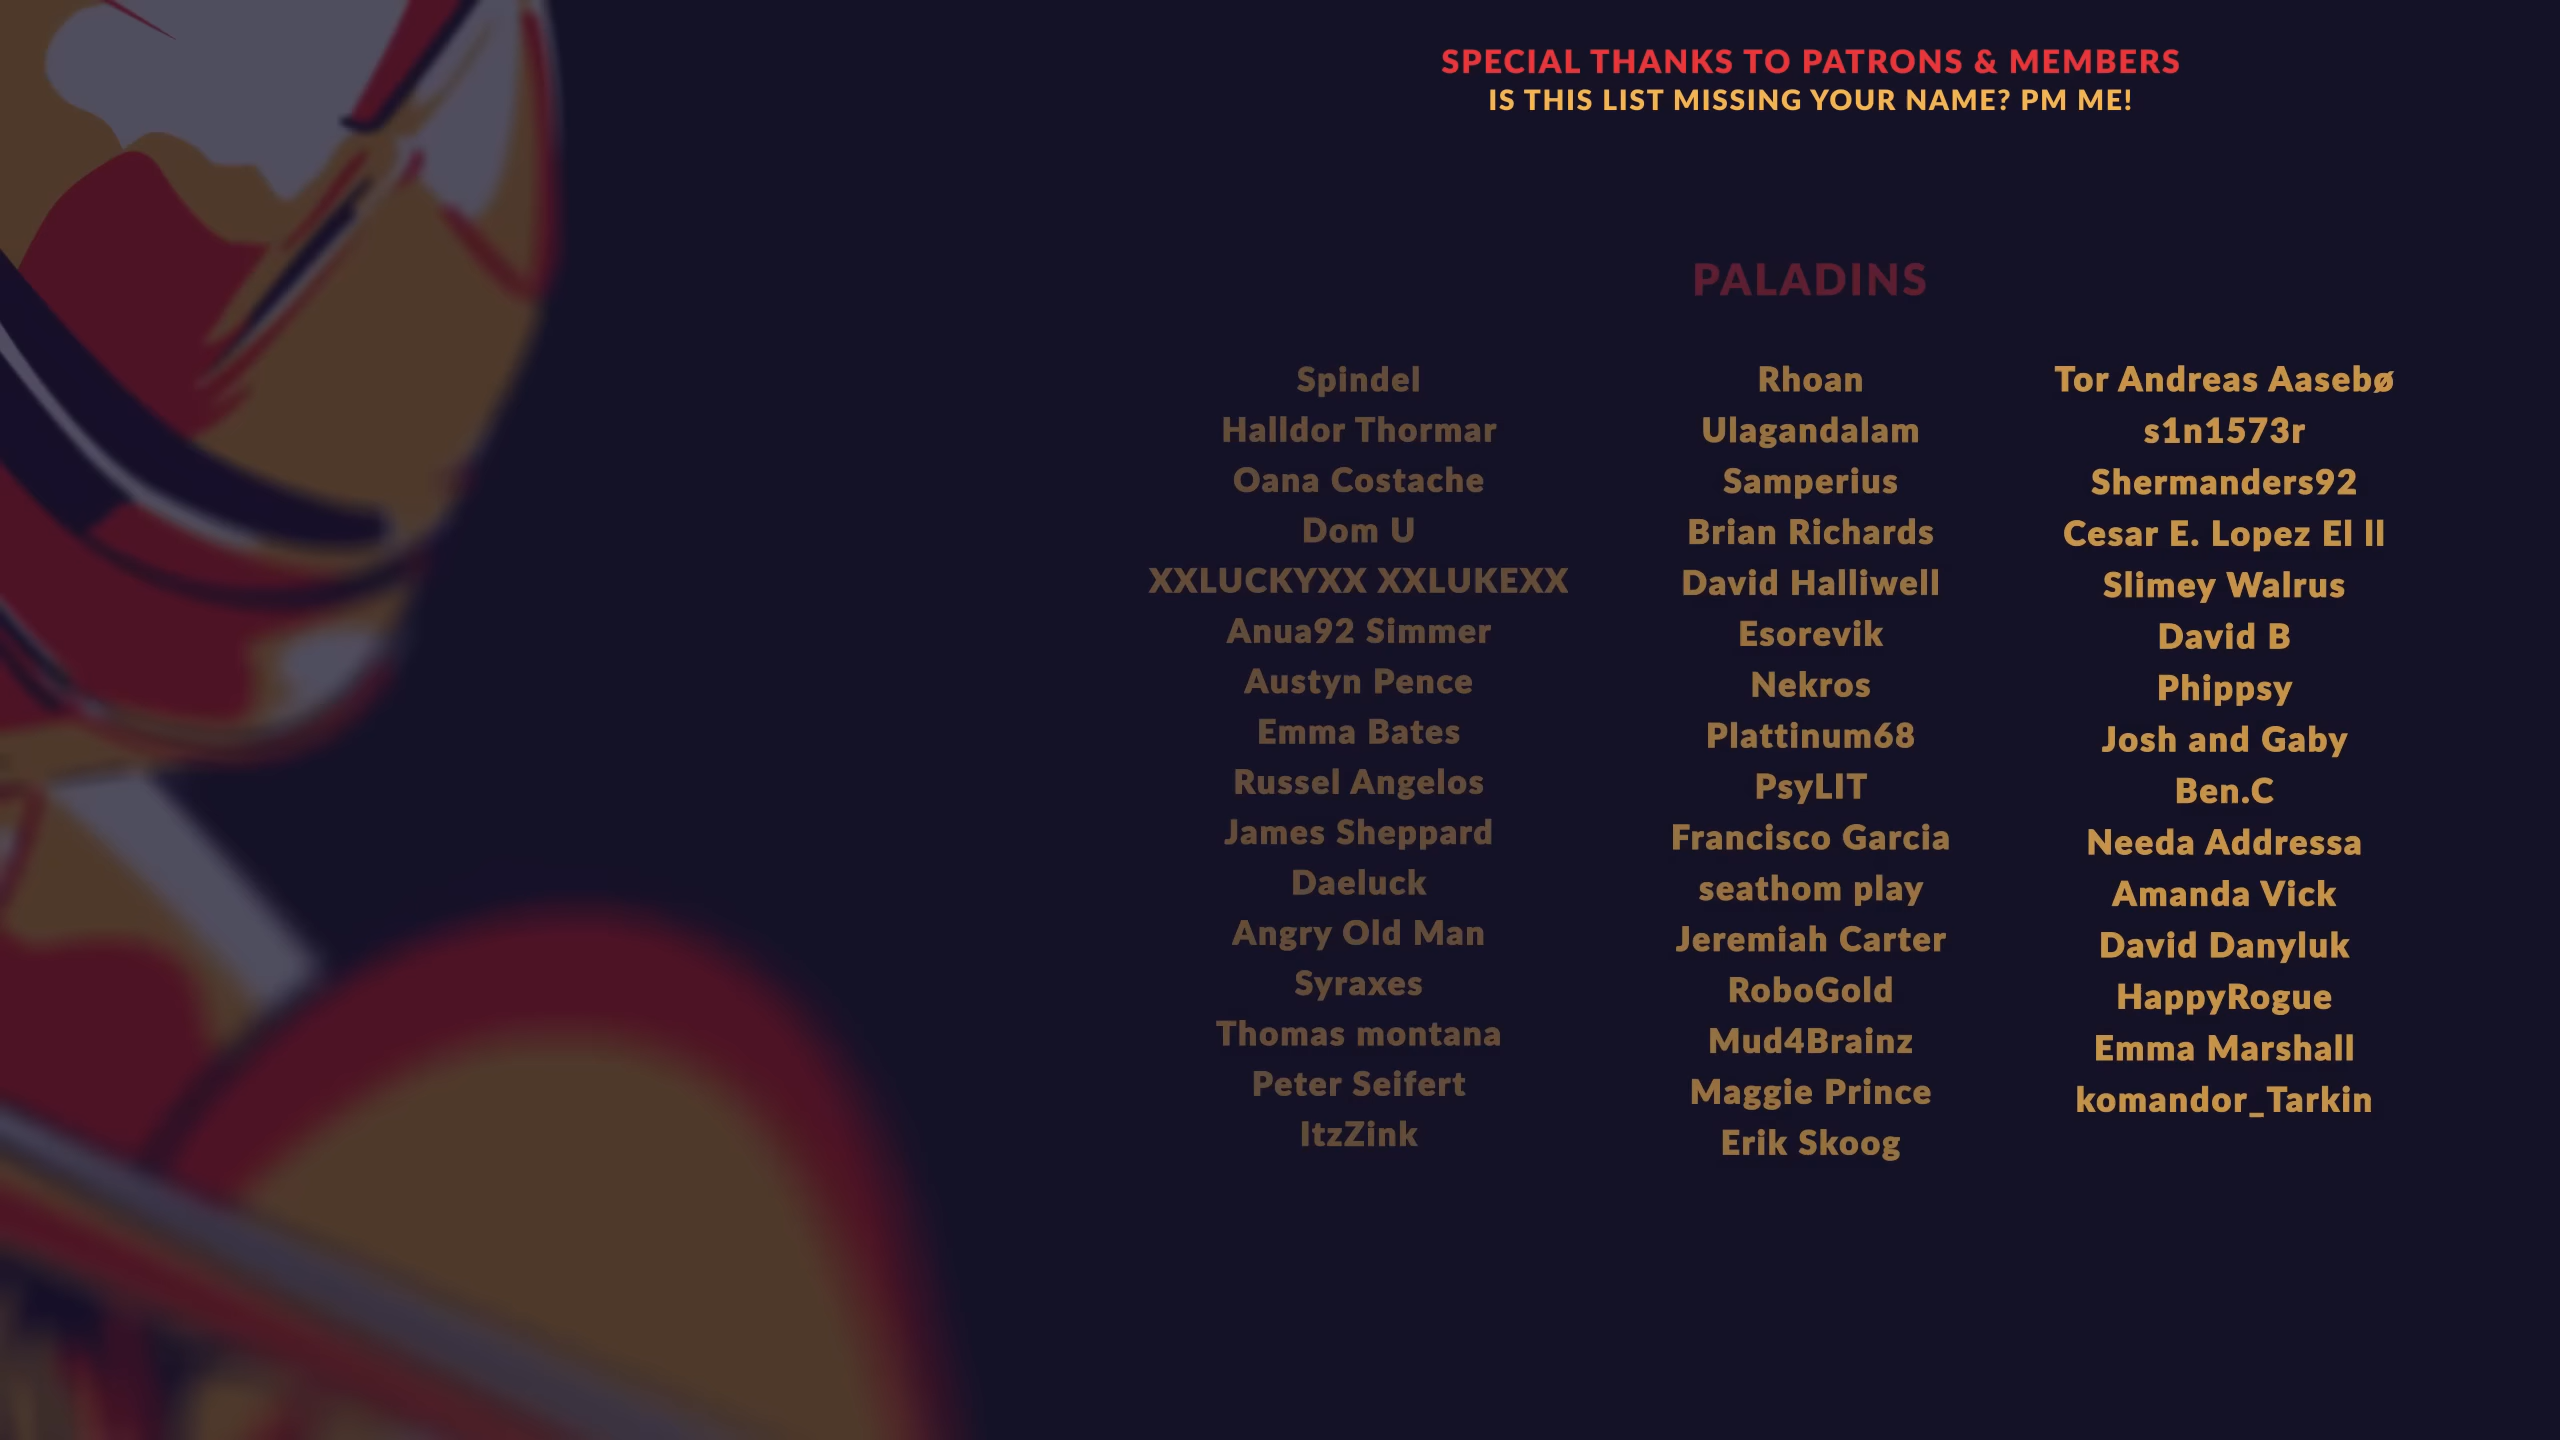 SPECIAL THANKS TO PATRONS & MEMBERS
IS THIS LIST MISSING YOUR NAME? PM ME!
PALADINS
Spindel
Halldor Thormar
Oana Costache
Dom U
XXLUCKYXX XXLUKEXX
Anua92 Simmer
Austyn Pence
Emma Bates
Russel Angelos
James Sheppard
Daeluck
Angry Old Man
Syraxes
Thomas montana
Peter Seifert
ItzZink
Rhoan
Ulagandalam
Samperius
Brian Richards
David Halliwell
Esorevik
Nekros
Plattinum68
PsyLIT
Francisco Garcia
seathom play
Jeremiah Carter
RoboGold
Mud4Brainz
Maggie Prince
Erik Skoog
Tor Andreas Aasebø
s1n1573r
Shermanders92
Cesar E. Lopez El ll
Slimey Walrus
David B
Phippsy
Josh and Gaby
Ben.C
Needa Addressa
Amanda Vick
David Danyluk
HappyRogue
Emma Marshall
komandor_Tarkin